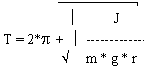 J
T = 2*π + √ ----------------
m * g * r